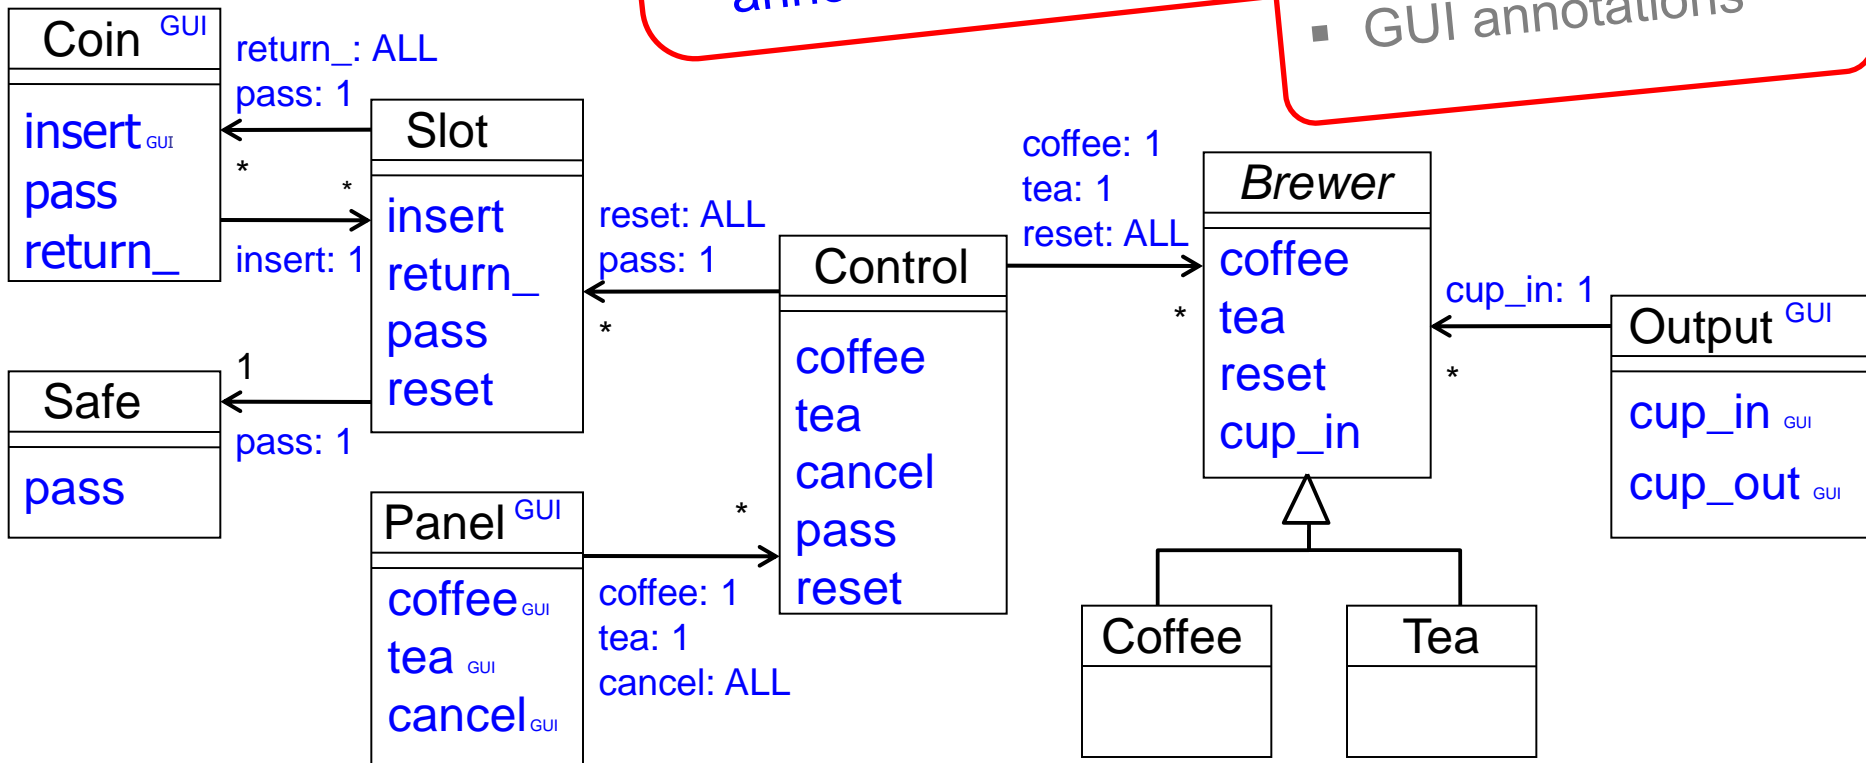 GUI annotations
Coin GUI
insert GUI
pass
return_
return_: ALL
pass: 1
*
*
insert: 1
Slot
insert
return_
pass
reset
1
pass: 1
Safe
pass
reset: ALL
pass: 1
*
Control
coffee
tea
cancel
pass
reset
Panel GUI
coffee GUI
tea GUI
cancel GUI
*
coffee: 1
tea: 1
cancel: ALL
coffee: 1
tea: 1
reset: ALL
*
Brewer
coffee
tea
reset
cup_in
cup_in: 1
*
Output GUI
cup_in GUI
cup_out GUI
Coffee
Tea